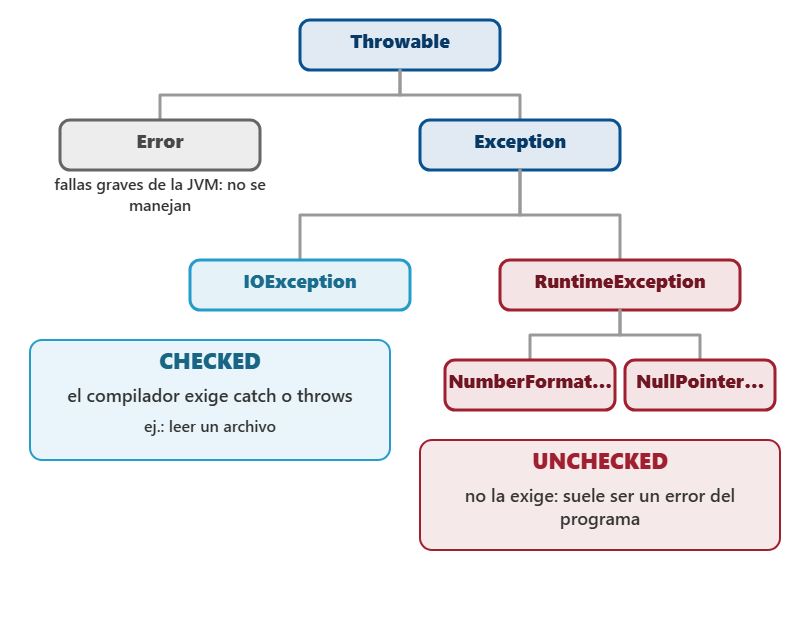 Throwable
Error
Exception
fallas graves de la JVM: no se
manejan
IOException
RuntimeException
CHECKED
el compilador exige catch o throws
ej.: leer un archivo
NumberFormat...
NullPointer...
UNCHECKED
no la exige: suele ser un error del
programa